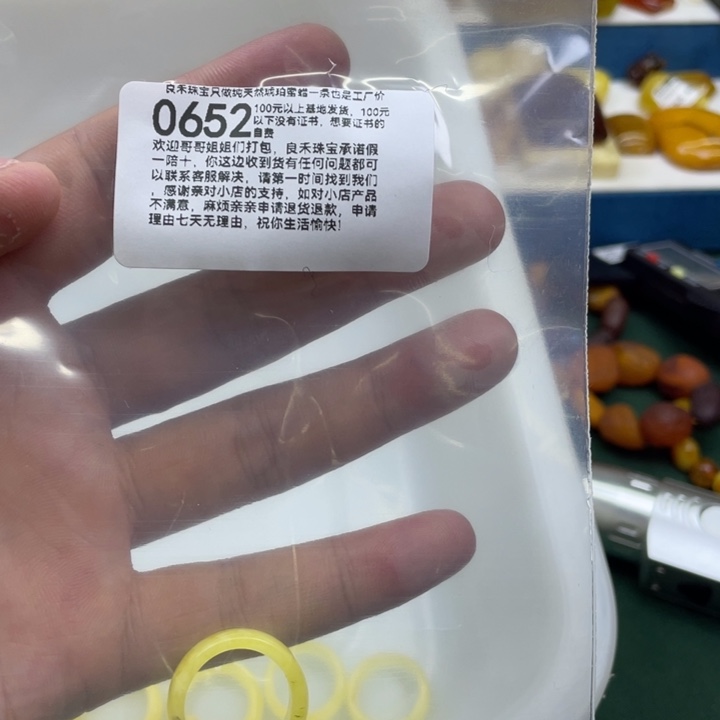 良禾珠宝只做纯天然琥珀蜜蜡一条也是工厂价
0652
100元以上基地发货，100元
以下没有证书，想要证书的
自费
欢迎哥哥姐姐们打包，良禾珠宝承诺假
一陪十，你这边收到货有任何问题都可
以联系客服解决，请第一时间找到我们
，感谢亲对小店的支持，如对小店产品
不满意，麻烦亲亲申请退货退款，申请
理由七天无理由，祝你生活愉快！